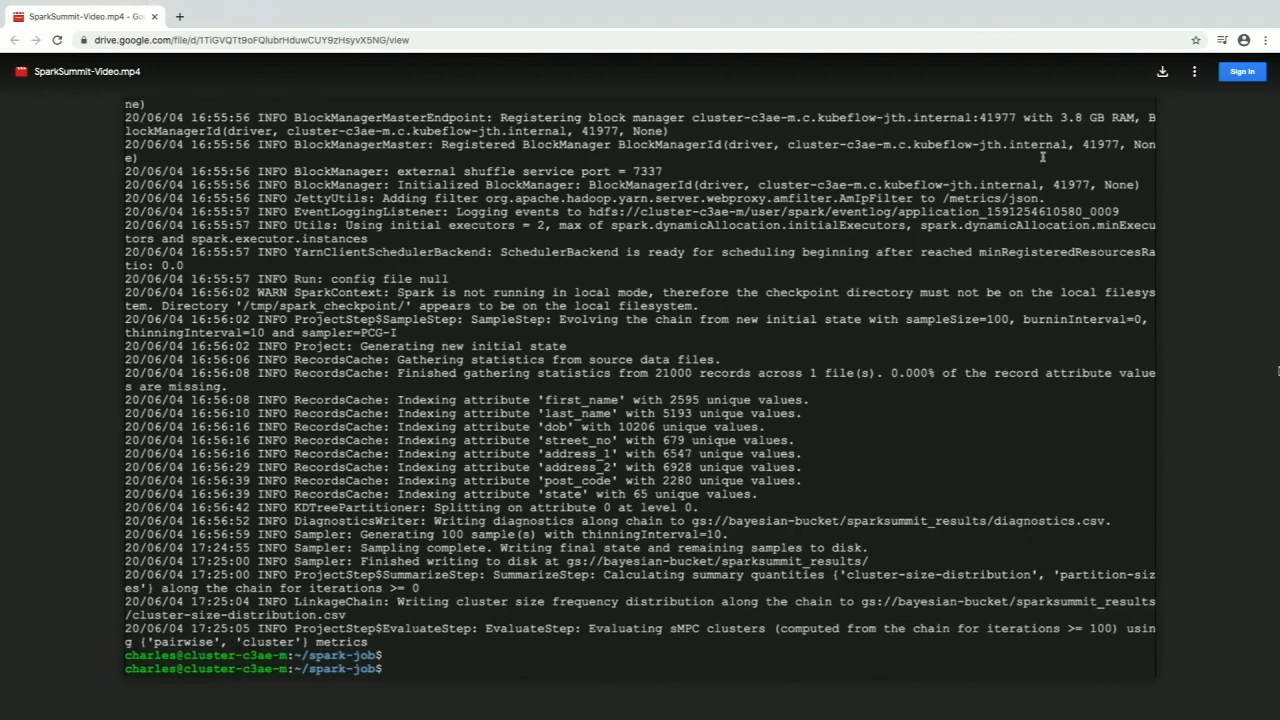 SparkSummit-Video.mp4 - Go
drive.google.com/file/d/1TiGVQTt9oFQIubrHduwCUY9zHsyvX5NG/view
SparkSummit-Video.mp4
Sign in
ne)
20/06/04 16:55:56 INFO BlockManagerMasterEndpoint: Registering block manager cluster-c3ae-m.c.kubeflow-jth.internal:41977 with 3.8 GB RAM, B
lockManagerId(driver, cluster-c3ae-m.c.kubeflow-jth.internal, 41977, None)
20/06/04 16:55:56 INFO BlockManagerMaster: Registered BlockManager BlockManagerId(driver, cluster-c3ae-m.c.kubeflow-jth.internal, 41977, Non
e)
20/06/04 16:55:56 INFO BlockManager: external shuffle service port = 7337
20/06/04 16:55:56 INFO BlockManager: Initialized BlockManager: BlockManagerId(driver, cluster-c3ae-m.c.kubeflow-jth.internal, 41977, None)
20/06/04 16:55:56 INFO JettyUtils: Adding filter org.apache.hadoop.yarn.server.webproxy.amfilter.AmIpFilter to /metrics/json.
20/06/04 16:55:57 INFO EventLoggingListener: Logging events to hdfs://cluster-c3ae-m/user/spark/eventlog/application_1591254610580_0009
20/06/04 16:55:57 INFO Utils: Using initial executors = 2, max of spark.dynamicAllocation.initialExecutors, spark.dynamicAllocation.minExecu
tors and spark.executor.instances
20/06/04 16:55:57 INFO YarnClientSchedulerBackend: SchedulerBackend is ready for scheduling beginning after reached minRegisteredResourcesRa
tio: 0.0
20/06/04 16:55:57 INFO Run: config file null
20/06/04 16:56:02 WARN SparkContext: Spark is not running in local mode, therefore the checkpoint directory must not be on the local filesys
tem. Directory '/tmp/spark_checkpoint/' appears to be on the local filesystem.
20/06/04 16:56:02 INFO ProjectStep$SampleStep: SampleStep: Evolving the chain from new initial state with sampleSize=100, burninInterval=0,
thinningInterval=10 and sampler=PCG-I
20/06/04 16:56:02 INFO Project: Generating new initial state
20/06/04 16:56:06 INFO RecordsCache: Gathering statistics from source data files.
20/06/04 16:56:08 INFO RecordsCache: Finished gathering statistics from 21000 records across 1 file(s). 0.000% of the record attribute value
s are missing.
20/06/04 16:56:08 INFO RecordsCache: Indexing attribute 'first_name' with 2595 unique values.
20/06/04 16:56:10 INFO RecordsCache: Indexing attribute 'last_name' with 5193 unique values.
20/06/04 16:56:16 INFO RecordsCache: Indexing attribute 'dob' with 10206 unique values.
20/06/04 16:56:16 INFO RecordsCache: Indexing attribute 'street_no' with 679 unique values.
20/06/04 16:56:16 INFO RecordsCache: Indexing attribute 'address_1' with 6547 unique values.
20/06/04 16:56:29 INFO RecordsCache: Indexing attribute 'address_2' with 6928 unique values.
20/06/04 16:56:39 INFO RecordsCache: Indexing attribute 'post_code' with 2280 unique values.
20/06/04 16:56:39 INFO RecordsCache: Indexing attribute 'state' with 65 unique values.
20/06/04 16:56:42 INFO KDTreePartitioner: Splitting on attribute 0 at level 0.
20/06/04 16:56:52 INFO DiagnosticsWriter: Writing diagnostics along chain to gs://bayesian-bucket/sparksummit_results/diagnostics.csv.
20/06/04 16:56:59 INFO Sampler: Generating 100 sample(s) with thinningInterval=10.
20/06/04 17:24:55 INFO Sampler: Sampling complete. Writing final state and remaining samples to disk.
20/06/04 17:25:00 INFO Sampler: Finished writing to disk at gs://bayesian-bucket/sparksummit_results/
20/06/04 17:25:00 INFO ProjectStep$SummarizeStep: SummarizeStep: Calculating summary quantities {'cluster-size-distribution', 'partition-siz
es'} along the chain for iterations >= 0
20/06/04 17:25:04 INFO LinkageChain: Writing cluster size frequency distribution along the chain to gs://bayesian-bucket/sparksummit_results
/cluster-size-distribution.csv
20/06/04 17:25:05 INFO ProjectStep$EvaluateStep: EvaluateStep: Evaluating sMPC clusters (computed from the chain for iterations >= 100) usin
g {'pairwise', 'cluster'} metrics
charles@cluster-c3ae-m:~/spark-job$
charles@cluster-c3ae-m:~/spark-job$